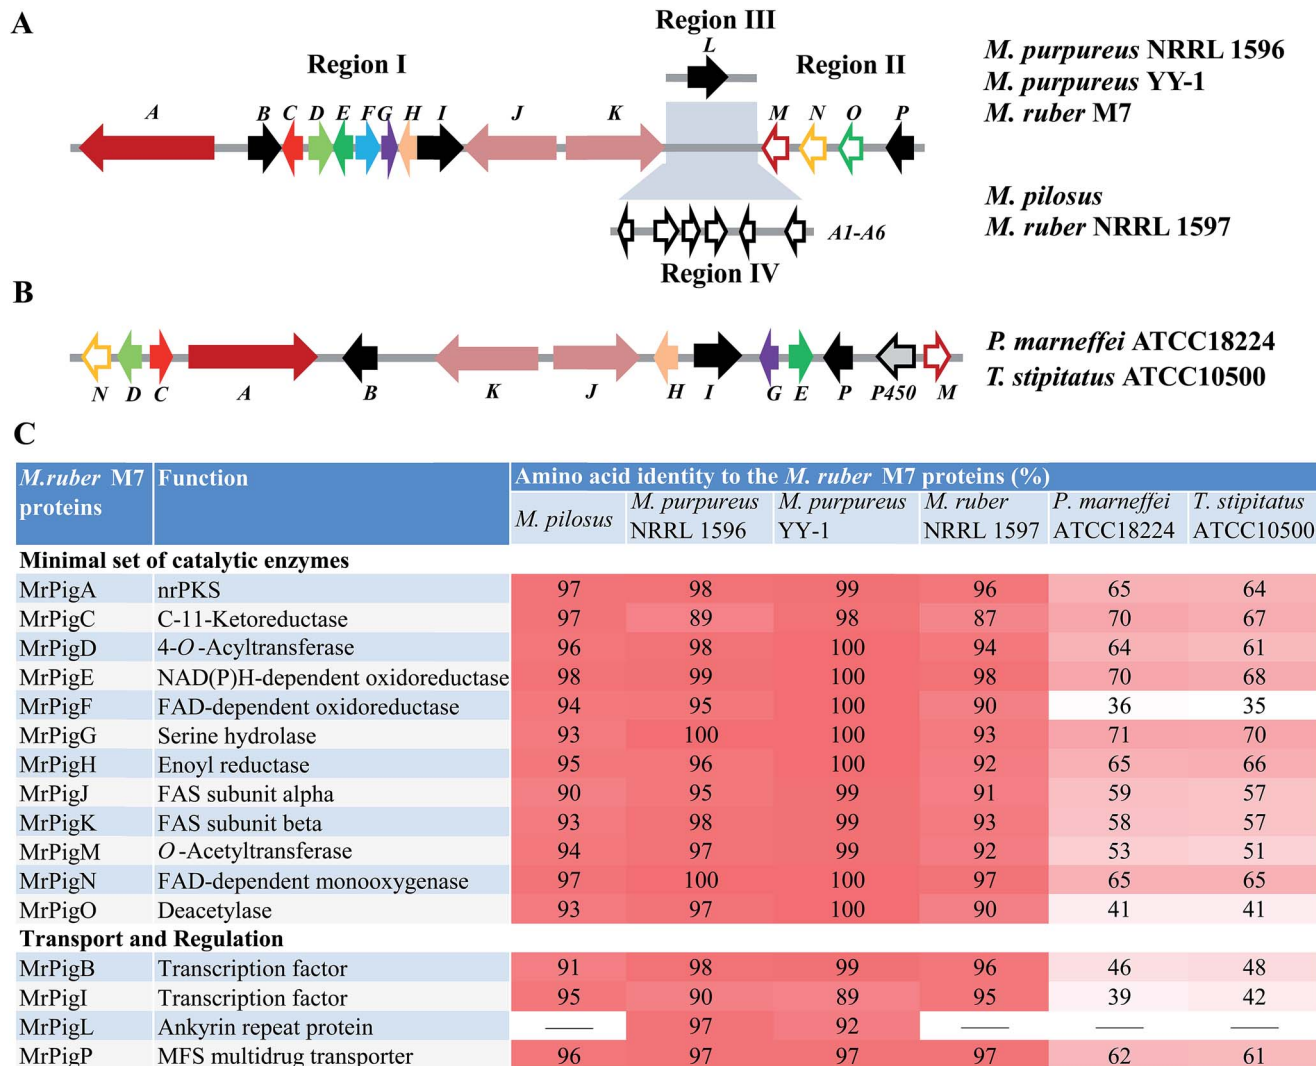 A
Region III
L
Region I
Region II
A B C D E F G H I J K M N O P
M. purpureus NRRL 1596
M. purpureus YY-1
M. ruber M7
M. pilosus
M. ruber NRRL 1597
A1-A6
Region IV
B
N D C A B K J H I G E P P450 M
P. marneffei ATCC18224
T. stipitatus ATCC10500
C
M.ruber M7 proteins Function Amino acid identity to the M. ruber M7 proteins (%)
M. pilosus M. purpureus NRRL 1596 M. purpureus YY-1 M. ruber NRRL 1597 P. marneffei ATCC18224 T. stipitatus ATCC10500
Minimal set of catalytic enzymes
MrPigA nrPKS 97 98 99 96 65 64
MrPigC C-11-Ketoreductase 97 89 98 87 70 67
MrPigD 4-O-Acyltransferase 96 98 100 94 64 61
MrPigE NAD(P)H-dependent oxidoreductase 98 99 100 98 70 68
MrPigF FAD-dependent oxidoreductase 94 95 100 90 36 35
MrPigG Serine hydrolase 93 100 100 93 71 70
MrPigH Enoyl reductase 95 96 100 92 65 66
MrPigJ FAS subunit alpha 90 95 99 91 59 57
MrPigK FAS subunit beta 93 98 99 93 58 57
MrPigM O-Acetyltransferase 94 97 99 92 53 51
MrPigN FAD-dependent monooxygenase 97 100 100 97 65 65
MrPigO Deacetylase 93 97 100 90 41 41
Transport and Regulation
MrPigB Transcription factor 91 98 99 96 46 48
MrPigI Transcription factor 95 90 89 95 39 42
MrPigL Ankyrin repeat protein — 97 92 — — —
MrPigP MFS multidrug transporter 96 97 97 97 62 61